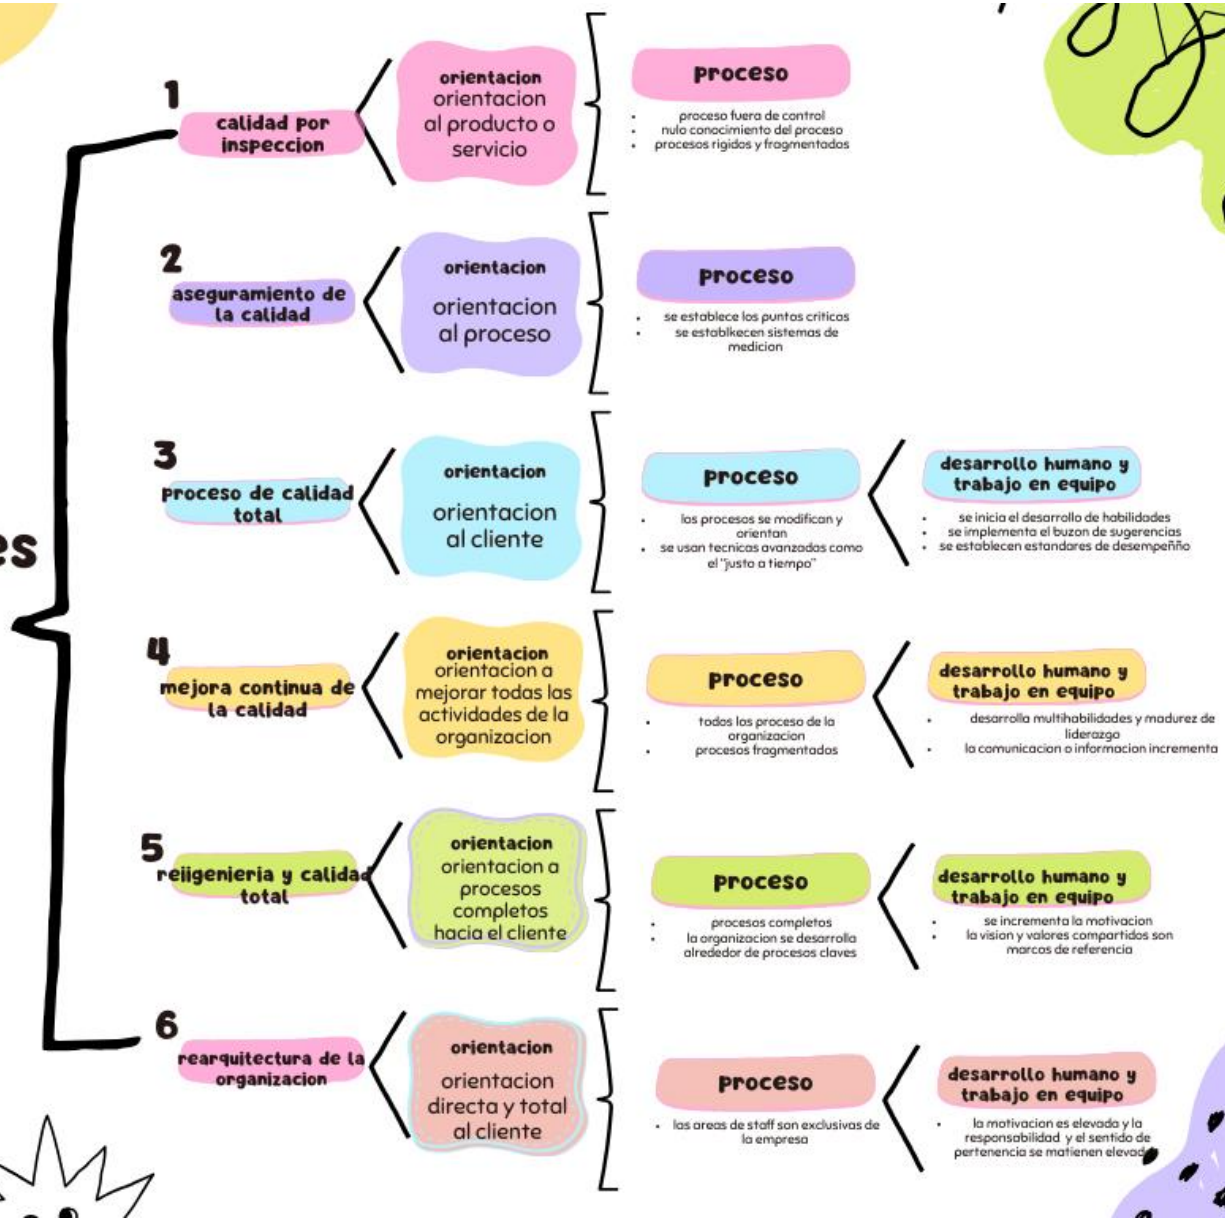 es
1
calidad por
inspeccion
orientacion
orientacion
al producto o
servicio
proceso
proceso fuera de control
nulo conocimiento del proceso
procesos rigidos y fragmentados
2
aseguramiento de
la calidad
orientacion
orientacion
al proceso
proceso
se establece los puntos criticos
se establkecen sistemas de
medicion
3
proceso de calidad
total
orientacion
orientacion
al cliente
proceso
los procesos se modifican y
orientan
se usan tecnicas avanzadas como
el "justo a tiempo"
desarrollo humano y
trabajo en equipo
se inicia el desarrollo de habilidades
se implementa el buzon de sugerencias
se establecen estandares de desempeñño
4
mejora continua de
la calidad
orientacion
orientacion a
mejorar todas las
actividades de la
organizacion
proceso
todos los proceso de la
organizacion
procesos fragmentados
desarrollo humano y
trabajo en equipo
desarrolla multihabilidades y madurez de
liderazgo
la comunicacion o informacion incrementa
5
reiigenieria y calidad
total
orientacion
orientacion a
procesos
completos
hacia el cliente
proceso
procesos completos
la organizacion se desarrolla
alrededor de procesos claves
desarrollo humano y
trabajo en equipo
se incrementa la motivacion
la vision y valores compartidos son
marcos de referencia
6
rearquitectura de la
organizacion
orientacion
orientacion
directa y total
al cliente
proceso
las areas de staff son exclusivas de
la empresa
desarrollo humano y
trabajo en equipo
la motivacion es elevada y la
responsabilidad y el sentido de
pertenencia se matienen elevado